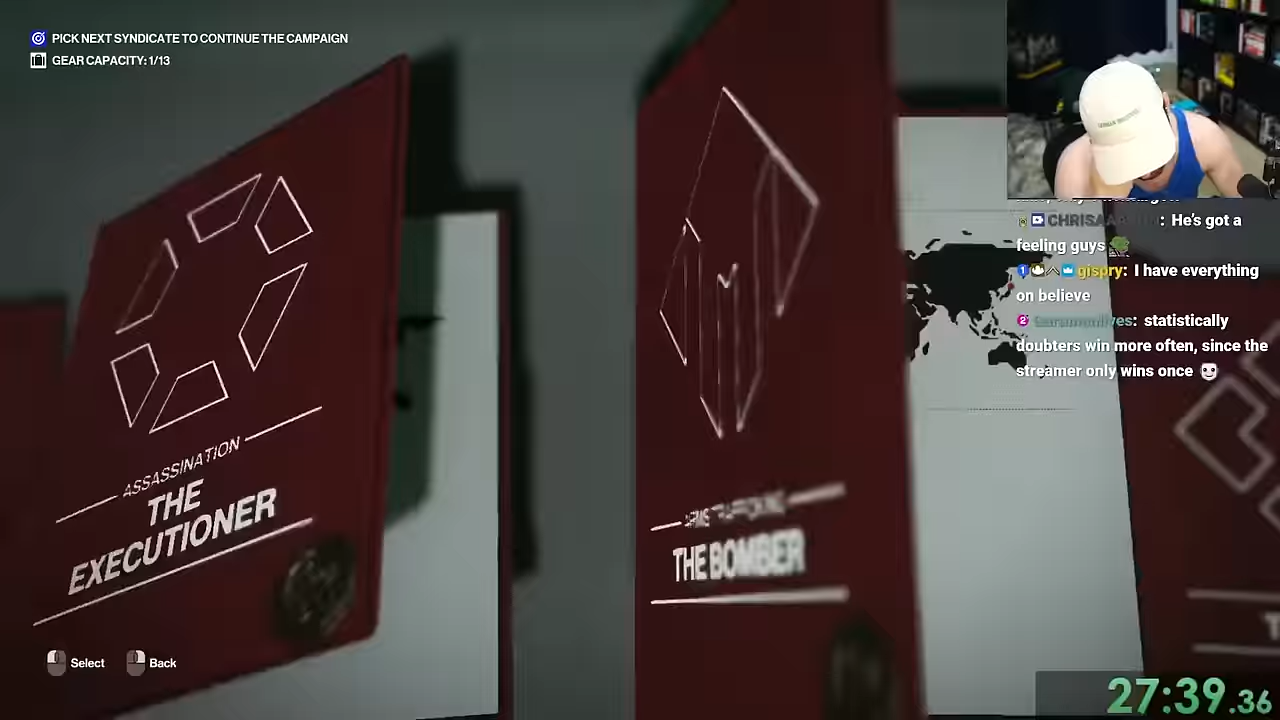 PICK NEXT SYNDICATE TO CONTINUE THE CAMPAIGN
GEAR CAPACITY: 1/13
ASSASSINATION
THE
EXECUTIONER
ARMS TRAFFICKING
THE BOMBER
: He's got a
feeling guys
gispry: I have everything
on believe
: statistically
doubters win more often, since the
streamer only wins once
Select
Back
27:39.36